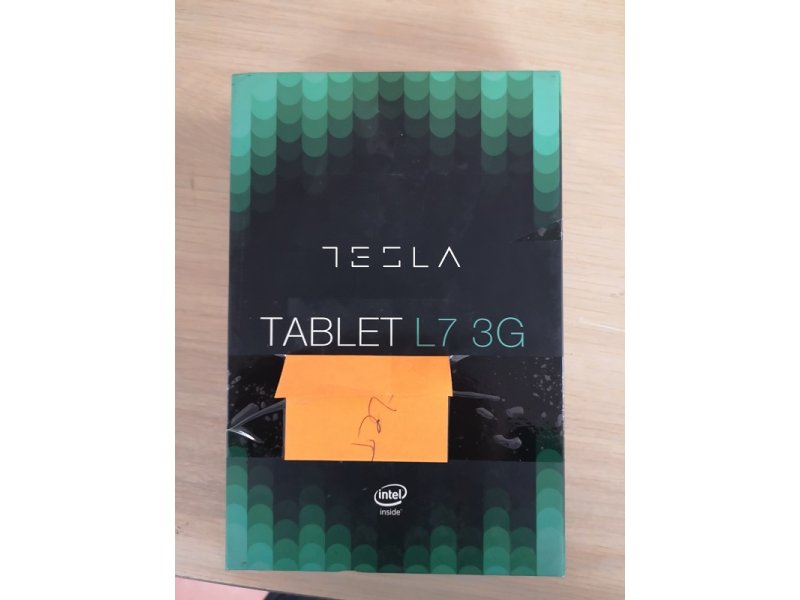 TESLA
TABLET L7 3G
intel
inside